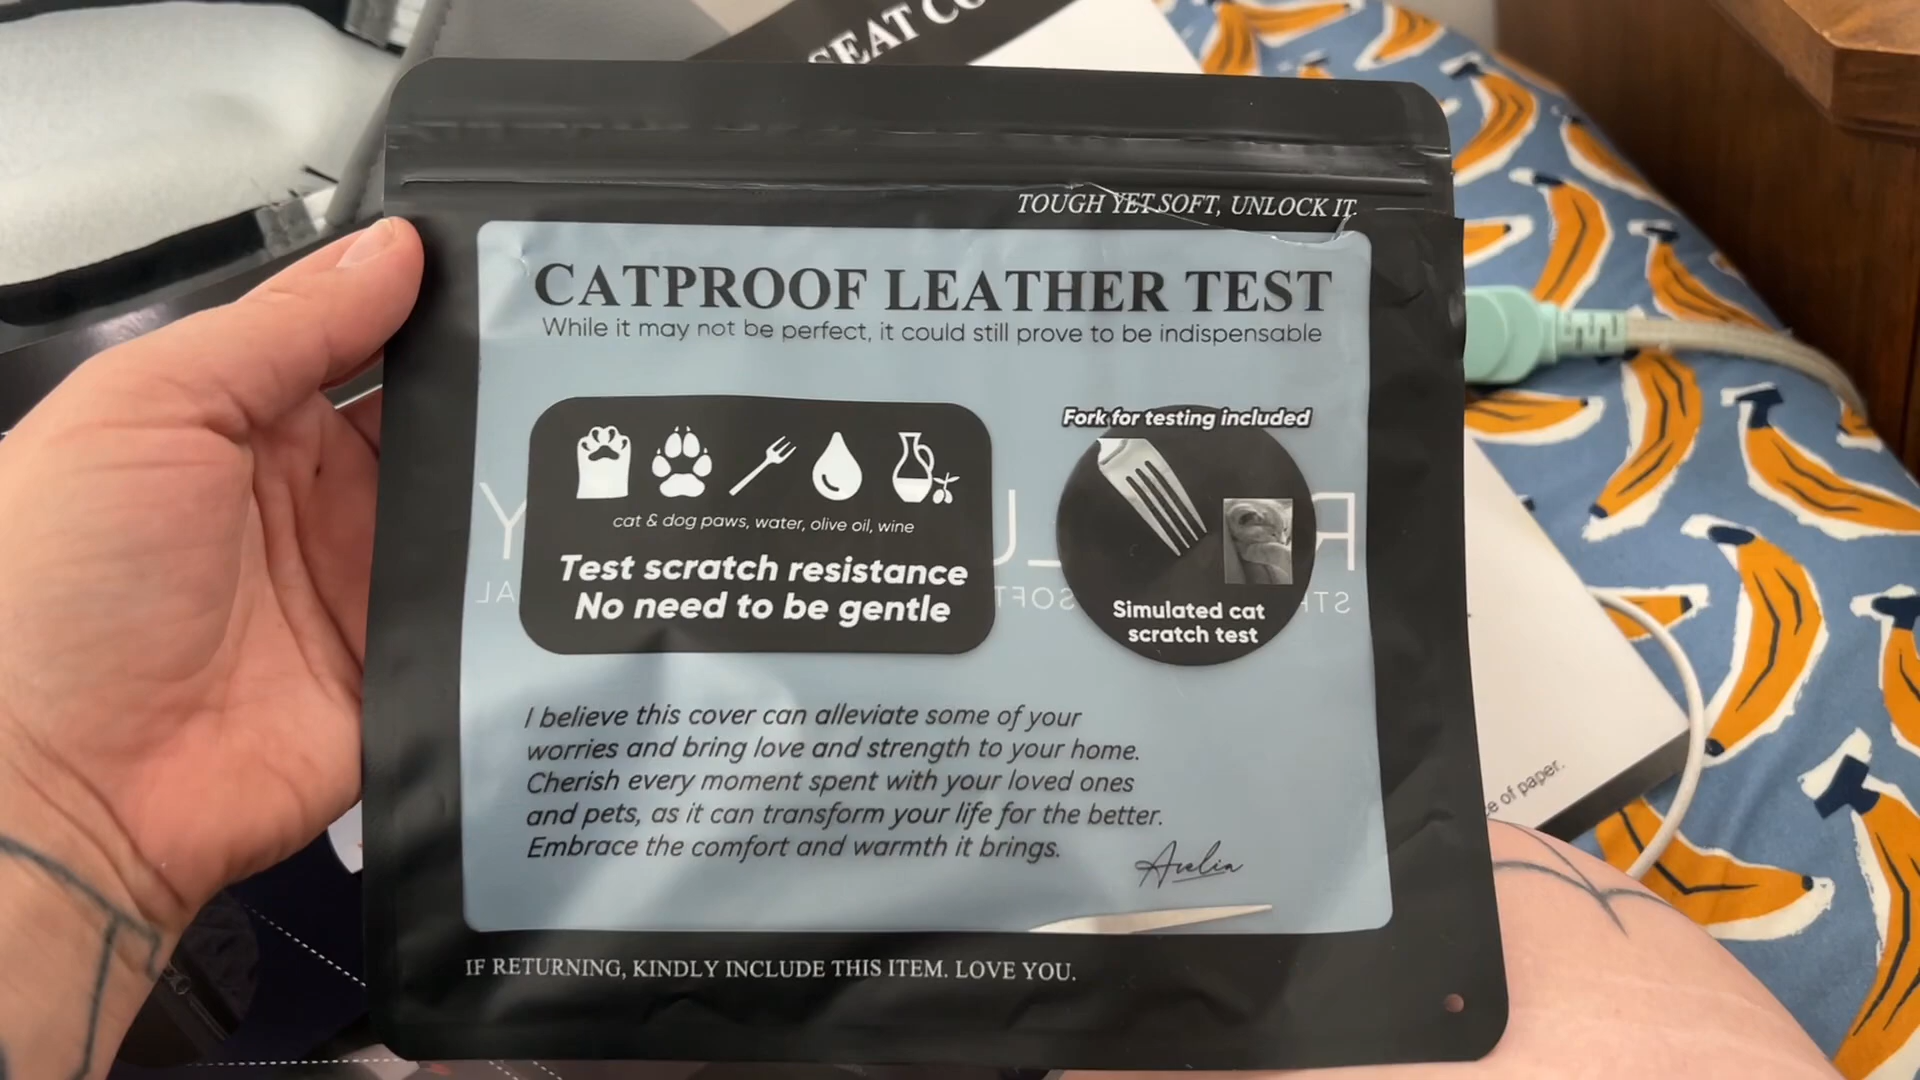 SEAT CO
TOUGH YET SOFT, UNLOCK IT.
CATPROOF LEATHER TEST
While it may not be perfect, it could still prove to be indispensable
Fork for testing included
cat & dog paws, water, olive oil, wine
Test scratch resistance
No need to be gentle
Simulated cat
scratch test
I believe this cover can alleviate some of your
worries and bring love and strength to your home.
Cherish every moment spent with your loved ones
and pets, as it can transform your life for the better.
Embrace the comfort and warmth it brings.
Avelia
IF RETURNING, KINDLY INCLUDE THIS ITEM. LOVE YOU.
of paper.